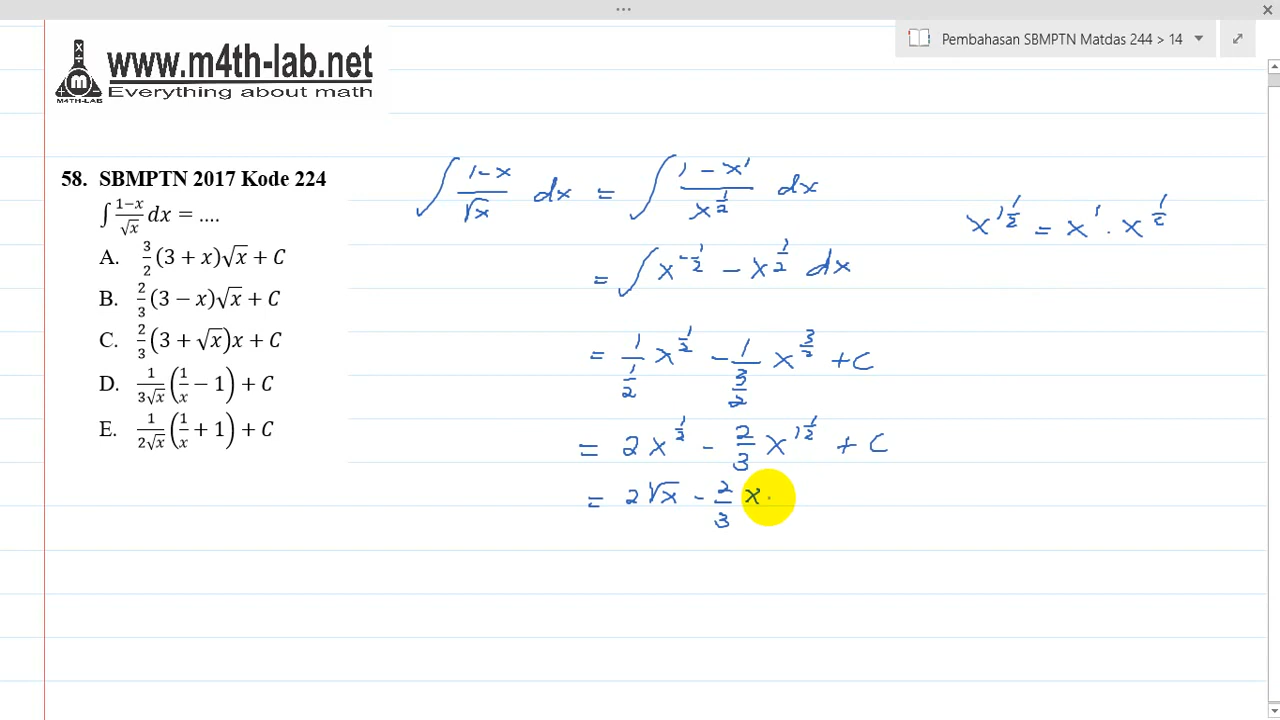 Pembahasan SBMPTN Matdas 244 > 14
www.m4th-lab.net
Everything about math
M4TH-LAB
58. SBMPTN 2017 Kode 224
∫ (1−x)/√x dx = ....
A. 3/2 (3 + x)√x + C
B. 2/3 (3 − x)√x + C
C. 2/3 (3 + √x)x + C
D. 1/(3√x) (1/x − 1) + C
E. 1/(2√x) (1/x + 1) + C
∫ (1−x)/√x dx = ∫ (1 − x¹)/x^(1/2) dx
= ∫ x^(−1/2) − x^(1/2) dx
= 1/(1/2) x^(1/2) − 1/(3/2) x^(3/2) + C
= 2x^(1/2) − 2/3 x^(1 1/2) + C
= 2√x − 2/3 x ·
x^(1 1/2) = x¹ · x^(1/2)